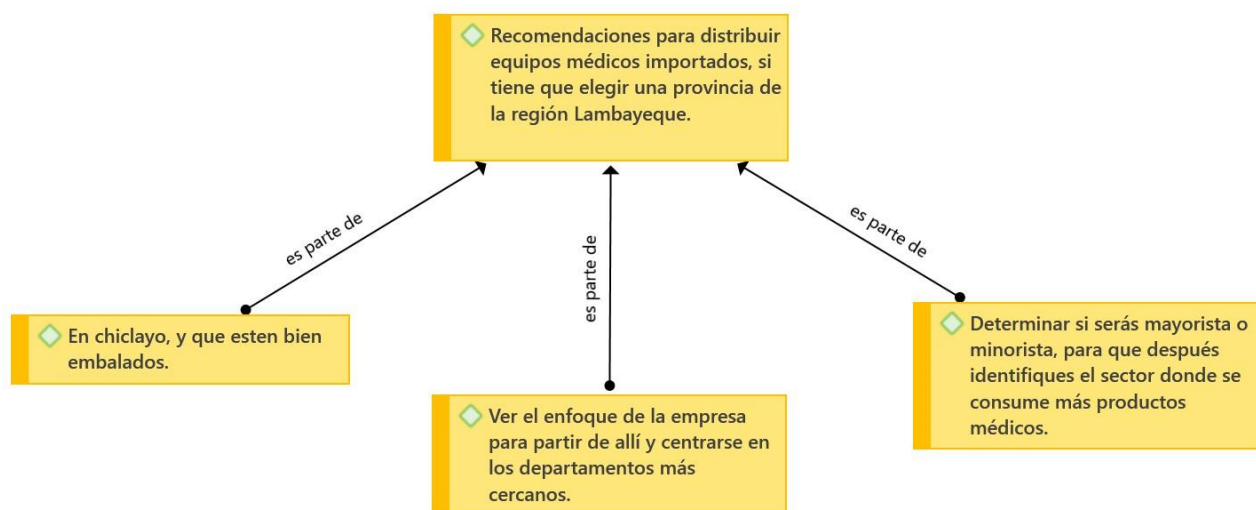 Recomendaciones para distribuir
equipos médicos importados, si
tiene que elegir una provincia de
la región Lambayeque.
es parte de
es parte de
es parte de
En chiclayo, y que esten bien
embalados.
Ver el enfoque de la empresa
para partir de allí y centrarse en
los departamentos más
cercanos.
Determinar si serás mayorista o
minorista, para que después
identifiques el sector donde se
consume más productos
médicos.